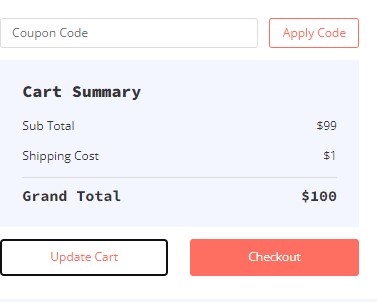 Coupon Code Apply Code
Cart Summary
Sub Total $99
Shipping Cost $1
Grand Total $100
Update Cart Checkout